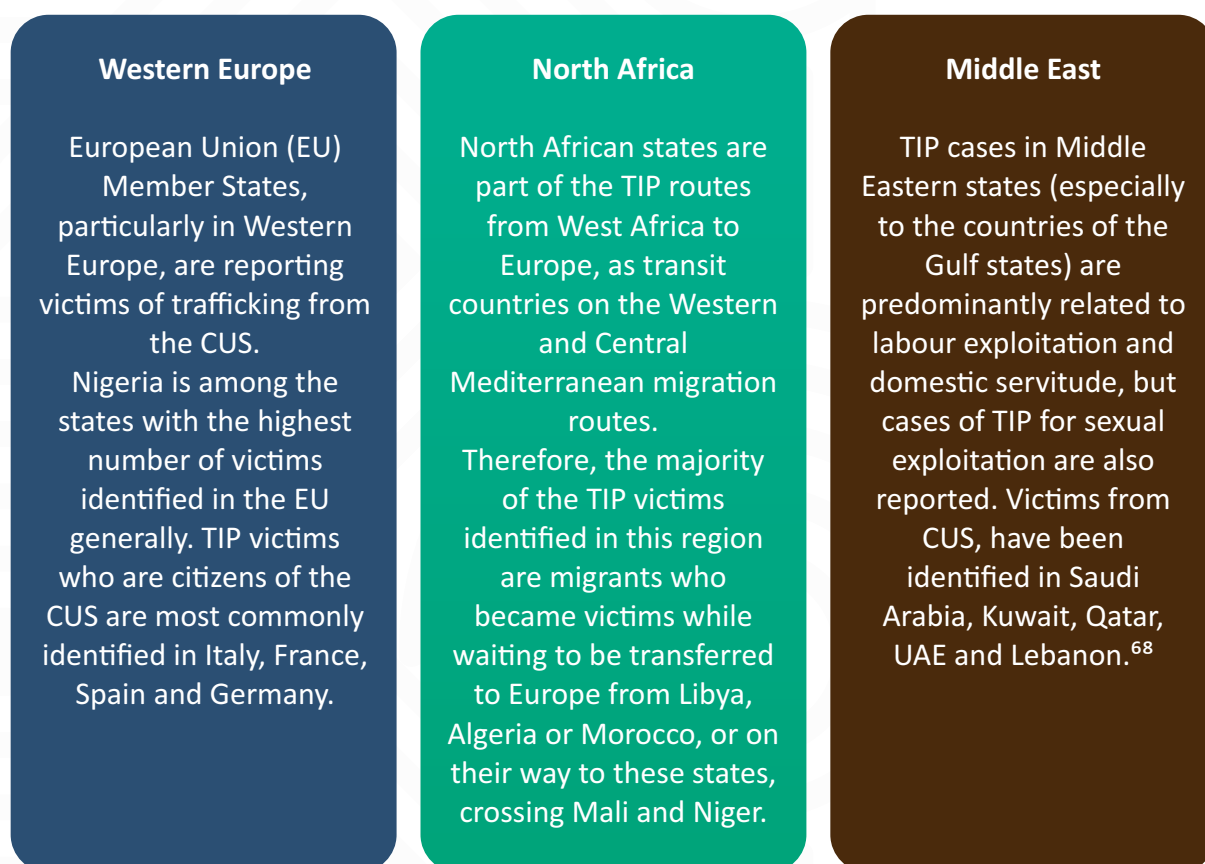 Western Europe
European Union (EU)
Member States,
particularly in Western
Europe, are reporting
victims of trafficking from
the CUS.
Nigeria is among the
states with the highest
number of victims
identified in the EU
generally. TIP victims
who are citizens of the
CUS are most commonly
identified in Italy, France,
Spain and Germany.
North Africa
North African states are
part of the TIP routes
from West Africa to
Europe, as transit
countries on the Western
and Central
Mediterranean migration
routes.
Therefore, the majority
of the TIP victims
identified in this region
are migrants who
became victims while
waiting to be transferred
to Europe from Libya,
Algeria or Morocco, or on
their way to these states,
crossing Mali and Niger.
Middle East
TIP cases in Middle
Eastern states (especially
to the countries of the
Gulf states) are
predominantly related to
labour exploitation and
domestic servitude, but
cases of TIP for sexual
exploitation are also
reported. Victims from
CUS, have been
identified in Saudi
Arabia, Kuwait, Qatar,
UAE and Lebanon.⁶⁸